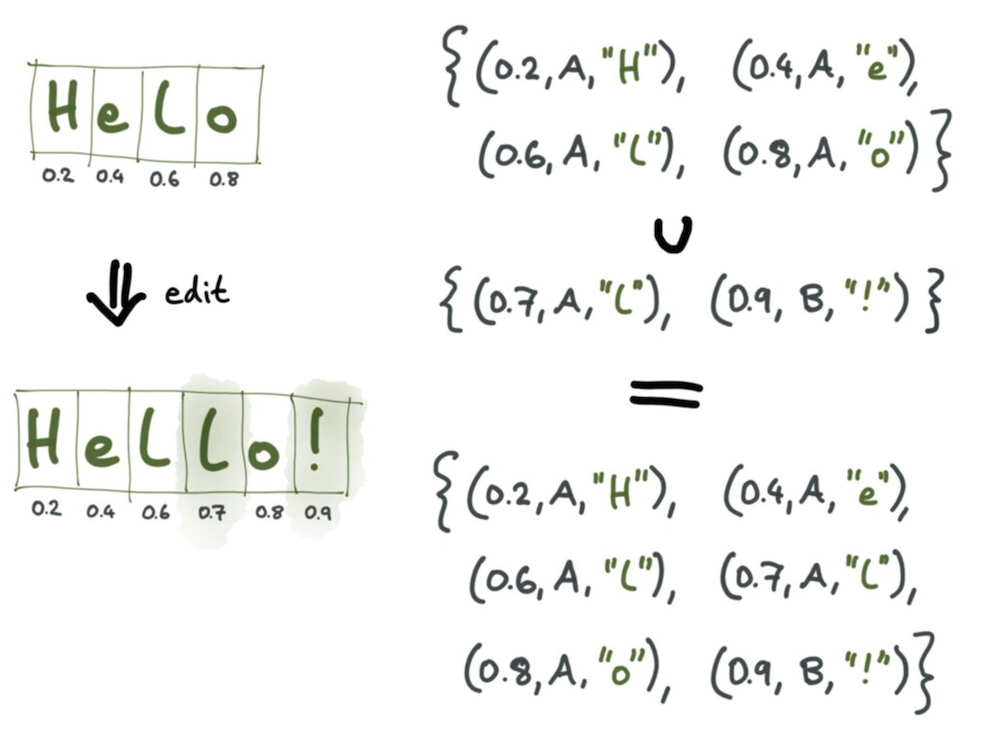 HeLo
0.2 0.4 0.6 0.8
edit
HeLLo!
0.2 0.4 0.6 0.7 0.8 0.9
{(0.2, A, "H"), (0.4, A, "e"),
(0.6, A, "L"), (0.8, A, "o")}
∪
{(0.7, A, "L"), (0.9, B, "!")}
=
{(0.2, A, "H"), (0.4, A, "e"),
(0.6, A, "L"), (0.7, A, "L"),
(0.8, A, "o"), (0.9, B, "!")}